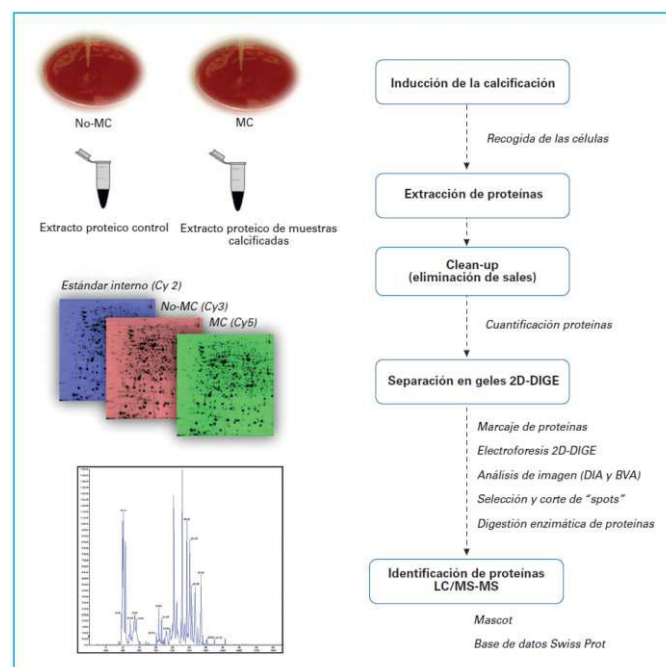 No-MC
MC
Extracto proteico control
Extracto proteico de muestras
calcificadas
Estándar interno (Cy 2)
No-MC (Cy3)
MC (Cy5)
Inducción de la calcificación
Recogida de las células
Extracción de proteínas
Clean-up
(eliminación de sales)
Cuantificación proteinas
Separación en geles 2D-DIGE
Marcaje de proteínas
Electroforesis 2D-DIGE
Análisis de imagen (DIA y BVA)
Selección y corte de “spots”
Digestión enzimática de proteínas
Identificación de proteínas
LC/MS-MS
Mascot
Base de datos Swiss Prot